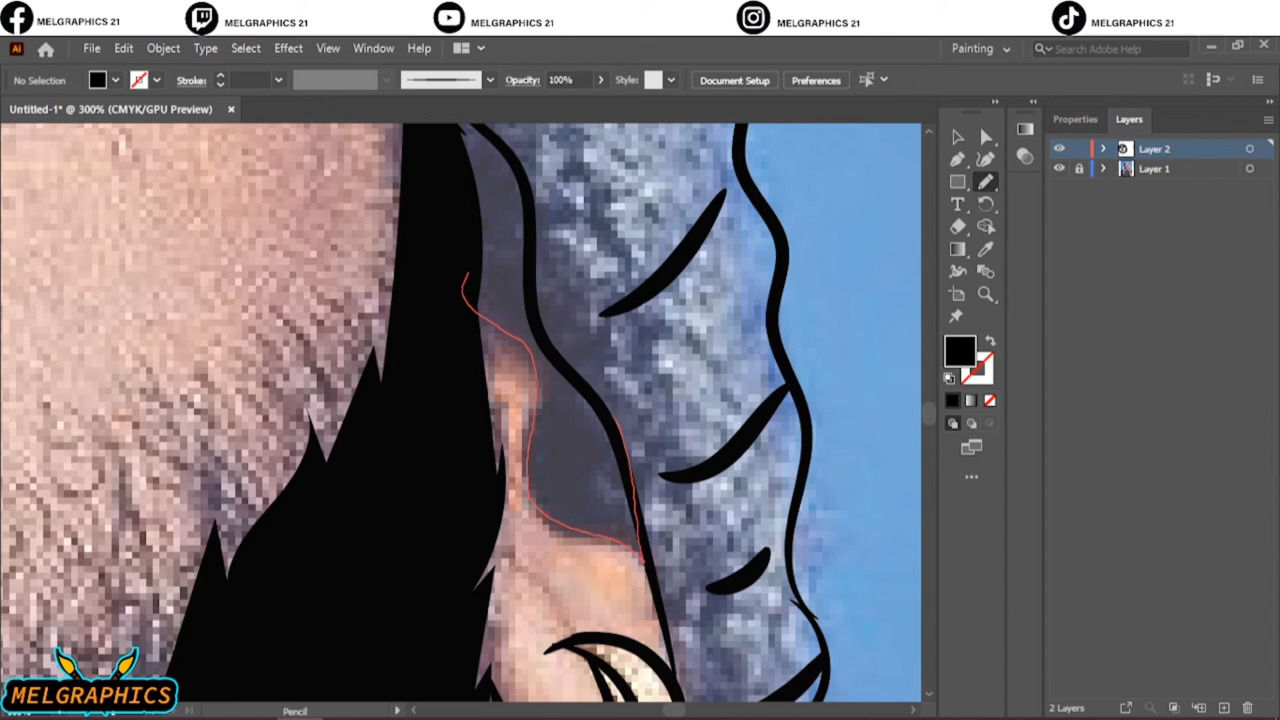 MELGRAPHICS 21
MELGRAPHICS 21
MELGRAPHICS 21
MELGRAPHICS 21
MELGRAPHICS 21
Ai File Edit Object Type Select Effect View Window Help Painting Search Adobe Help
No Selection Stroke: Opacity: 100% Style: Document Setup Preferences
Untitled-1* @ 300% (CMYK/GPU Preview)
Properties Layers
Layer 2
Layer 1
MELGRAPHICS
Pencil
2 Layers